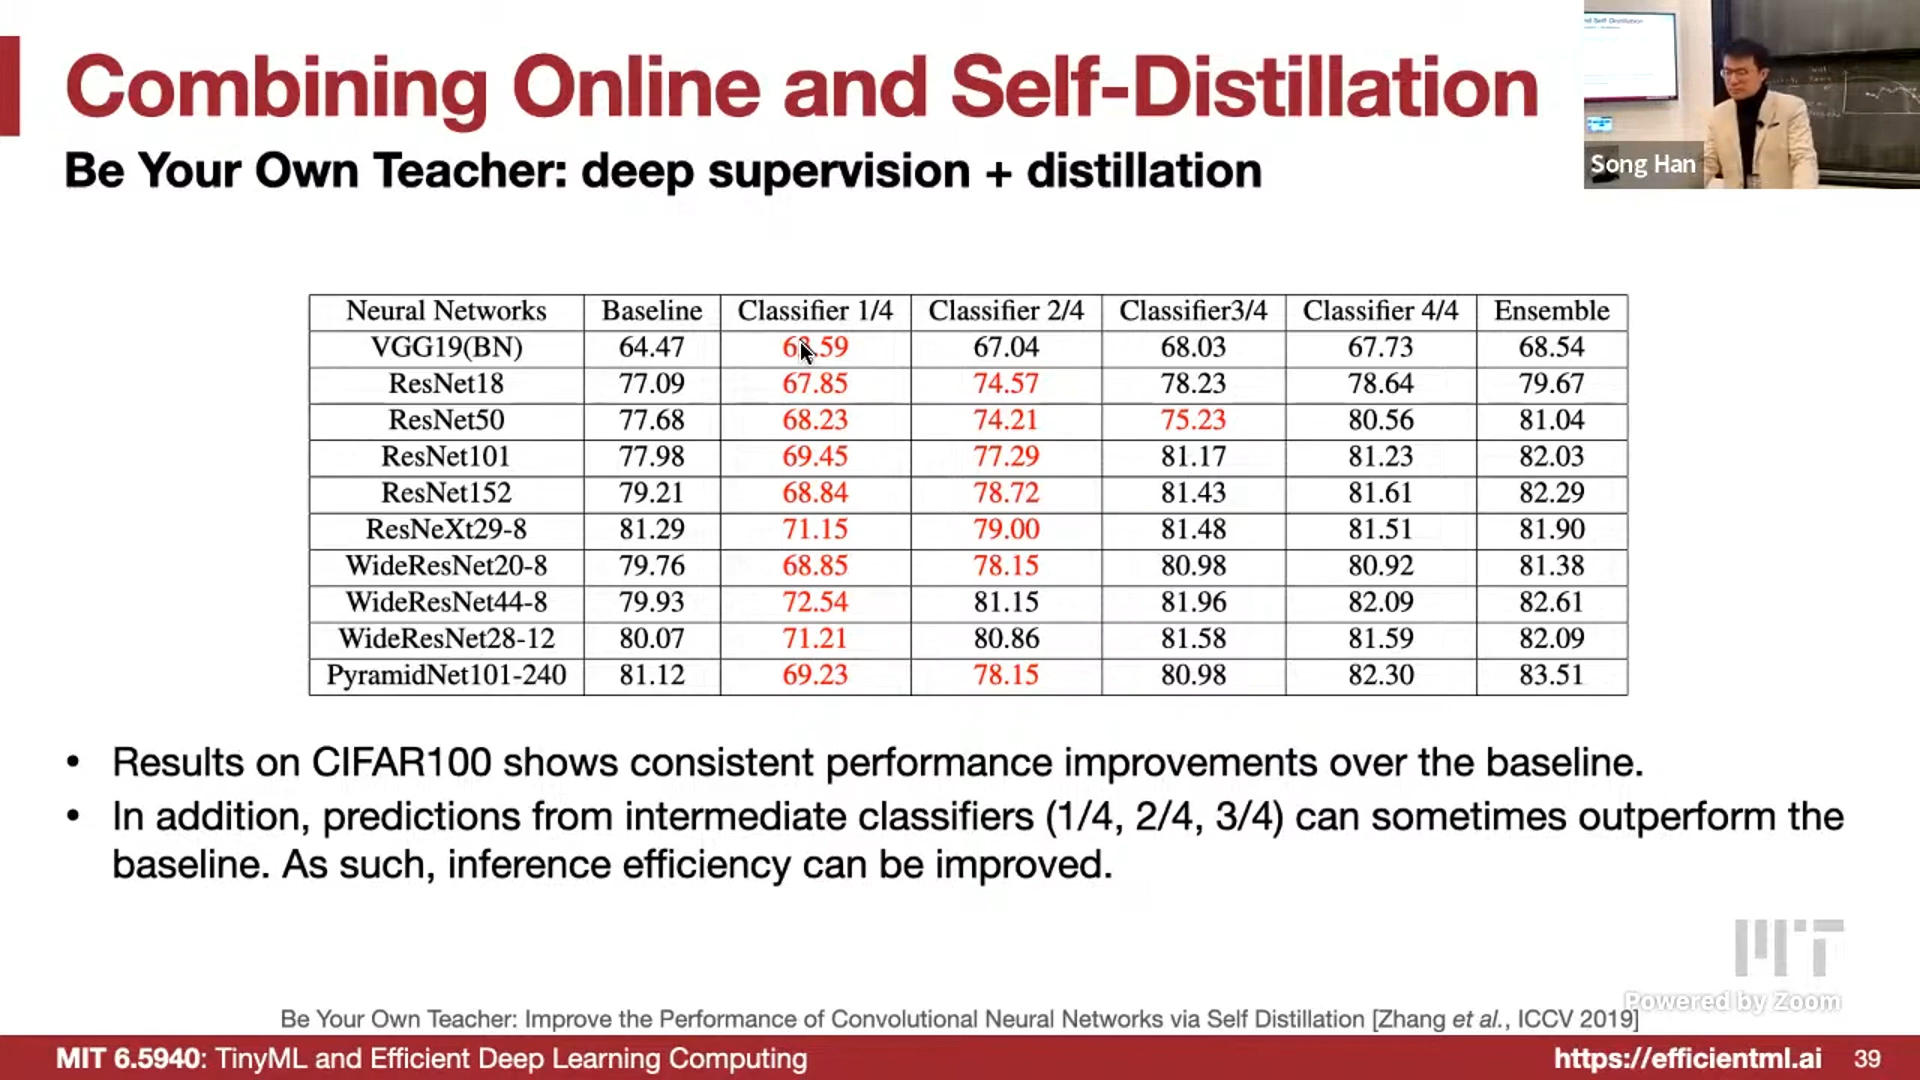 Combining Online and Self-Distillation
Be Your Own Teacher: deep supervision + distillation
Song Han
Neural Networks Baseline Classifier 1/4 Classifier 2/4 Classifier3/4 Classifier 4/4 Ensemble
VGG19(BN) 64.47 67.04 68.03 67.73 68.54
ResNet18 77.09 67.85 74.57 78.23 78.64 79.67
ResNet50 77.68 68.23 74.21 75.23 80.56 81.04
ResNet101 77.98 69.45 77.29 81.17 81.23 82.03
ResNet152 79.21 68.84 78.72 81.43 81.61 82.29
ResNeXt29-8 81.29 71.15 79.00 81.48 81.51 81.90
WideResNet20-8 79.76 68.85 78.15 80.98 80.92 81.38
WideResNet44-8 79.93 72.54 81.15 81.96 82.09 82.61
WideResNet28-12 80.07 71.21 80.86 81.58 81.59 82.09
PyramidNet101-240 81.12 69.23 78.15 80.98 82.30 83.51
• Results on CIFAR100 shows consistent performance improvements over the baseline.
• In addition, predictions from intermediate classifiers (1/4, 2/4, 3/4) can sometimes outperform the
baseline. As such, inference efficiency can be improved.
MIT
Powered by Zoom
Be Your Own Teacher: Improve the Performance of Convolutional Neural Networks via Self Distillation [Zhang et al., ICCV 2019]
MIT 6.5940: TinyML and Efficient Deep Learning Computing
https://efficientml.ai 39